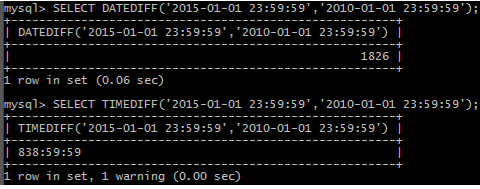 mysql> SELECT DATEDIFF('2015-01-01 23:59:59','2010-01-01 23:59:59');
+-----------------------------------------------------+
| DATEDIFF('2015-01-01 23:59:59','2010-01-01 23:59:59') |
+-----------------------------------------------------+
| 1826 |
+-----------------------------------------------------+
1 row in set (0.06 sec)
mysql> SELECT TIMEDIFF('2015-01-01 23:59:59','2010-01-01 23:59:59');
+-----------------------------------------------------+
| TIMEDIFF('2015-01-01 23:59:59','2010-01-01 23:59:59') |
+-----------------------------------------------------+
| 838:59:59 |
+-----------------------------------------------------+
1 row in set, 1 warning (0.00 sec)